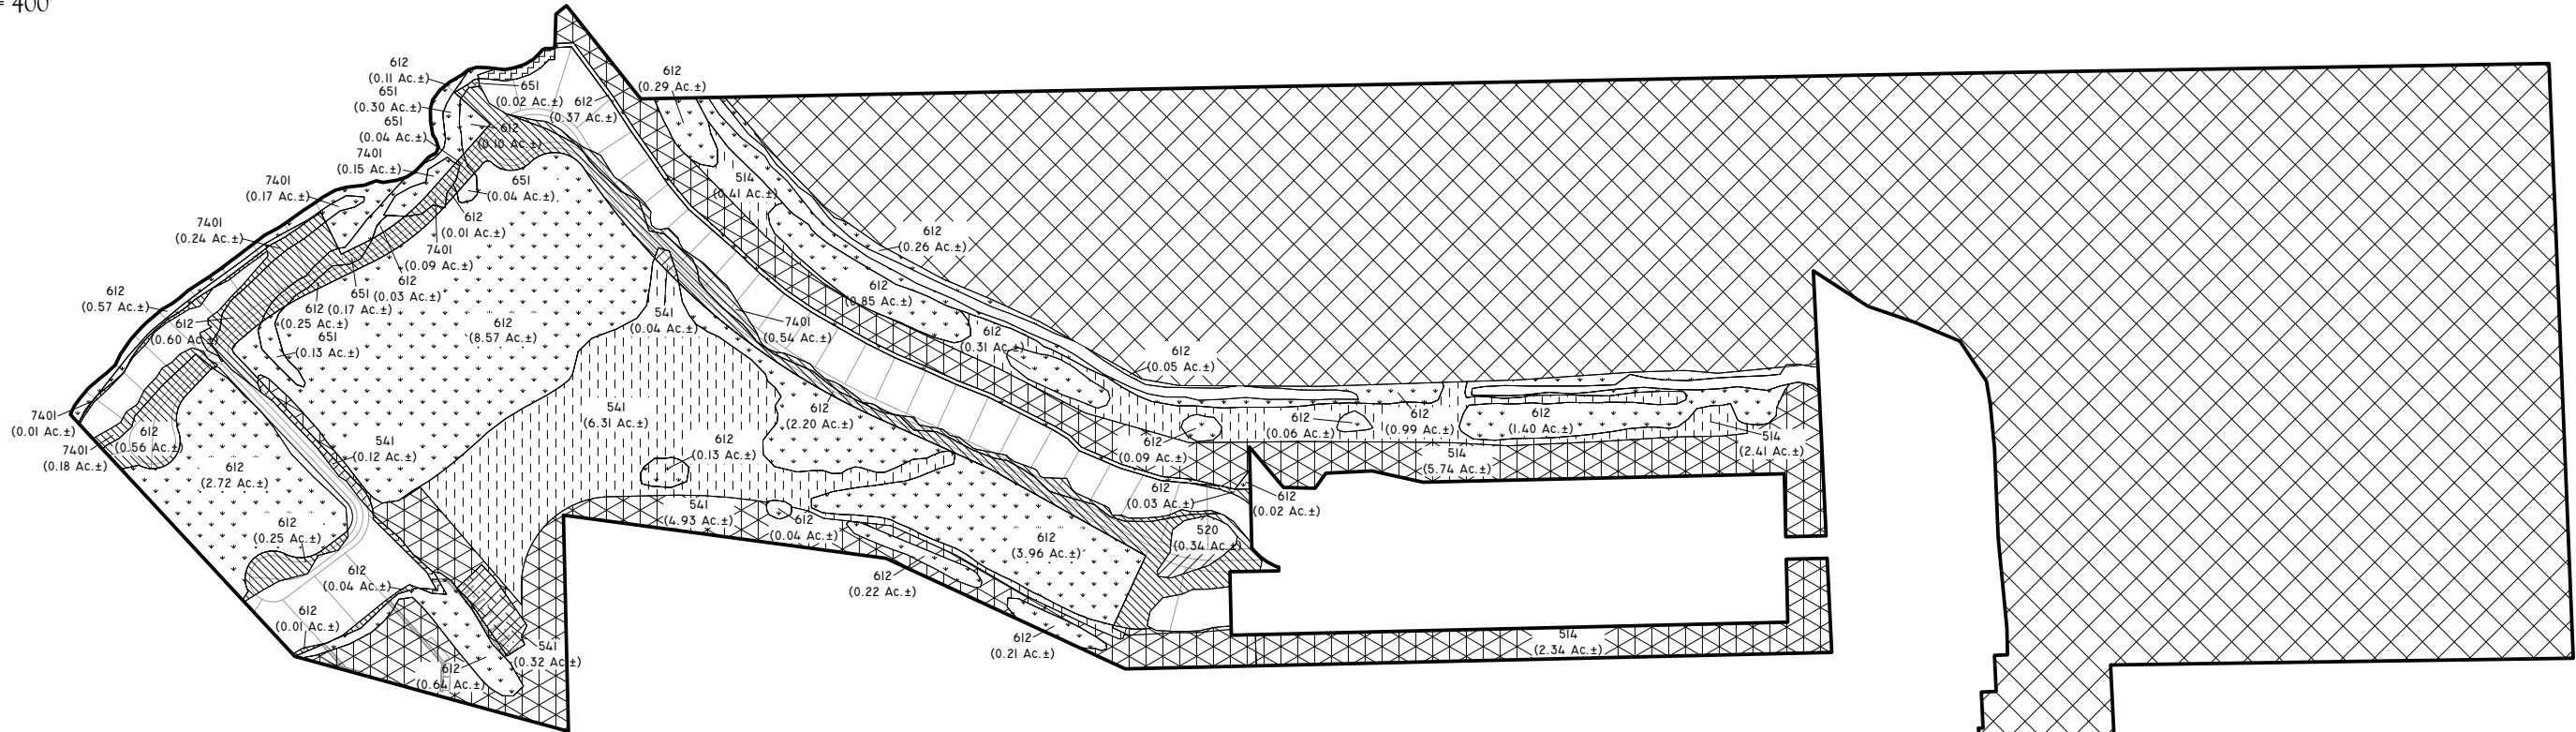 = 400'
612
(0.11 Ac.±)
651
(0.30 Ac.±)
651
(0.04 Ac.±)
7401
(0.15 Ac.±)
7401
(0.17 Ac.±)
7401
(0.24 Ac.±)
612
(0.57 Ac.±)
612
(0.60 Ac.±)
7401
(0.01 Ac.±)
7401
(0.18 Ac.±)
612
(0.56 Ac.±)
651
(0.02 Ac.±)
612
(0.37 Ac.±)
612
(0.10 Ac.±)
612
(0.29 Ac.±)
651
(0.04 Ac.±)
612
(0.01 Ac.±)
7401
(0.09 Ac.±)
612
(0.03 Ac.±)
651
(0.17 Ac.±)
612
(0.25 Ac.±)
651
(0.13 Ac.±)
612
(8.57 Ac.±)
514
(0.41 Ac.±)
612
(0.26 Ac.±)
612
(0.85 Ac.±)
541
(0.04 Ac.±)
7401
(0.54 Ac.±)
612
(0.31 Ac.±)
612
(0.05 Ac.±)
541
(6.31 Ac.±)
612
(2.20 Ac.±)
612
(0.13 Ac.±)
541
(0.12 Ac.±)
612
(2.72 Ac.±)
612
(0.09 Ac.±)
612
(0.06 Ac.±)
612
(0.99 Ac.±)
612
(1.40 Ac.±)
514
(2.41 Ac.±)
514
(5.74 Ac.±)
612
(0.03 Ac.±)
612
(0.02 Ac.±)
541
(4.93 Ac.±)
612
(0.04 Ac.±)
612
(0.25 Ac.±)
520
(0.34 Ac.±)
612
(3.96 Ac.±)
612
(0.04 Ac.±)
612
(0.22 Ac.±)
612
(0.01 Ac.±)
541
(0.32 Ac.±)
612
(0.64 Ac.±)
612
(0.21 Ac.±)
514
(2.34 Ac.±)